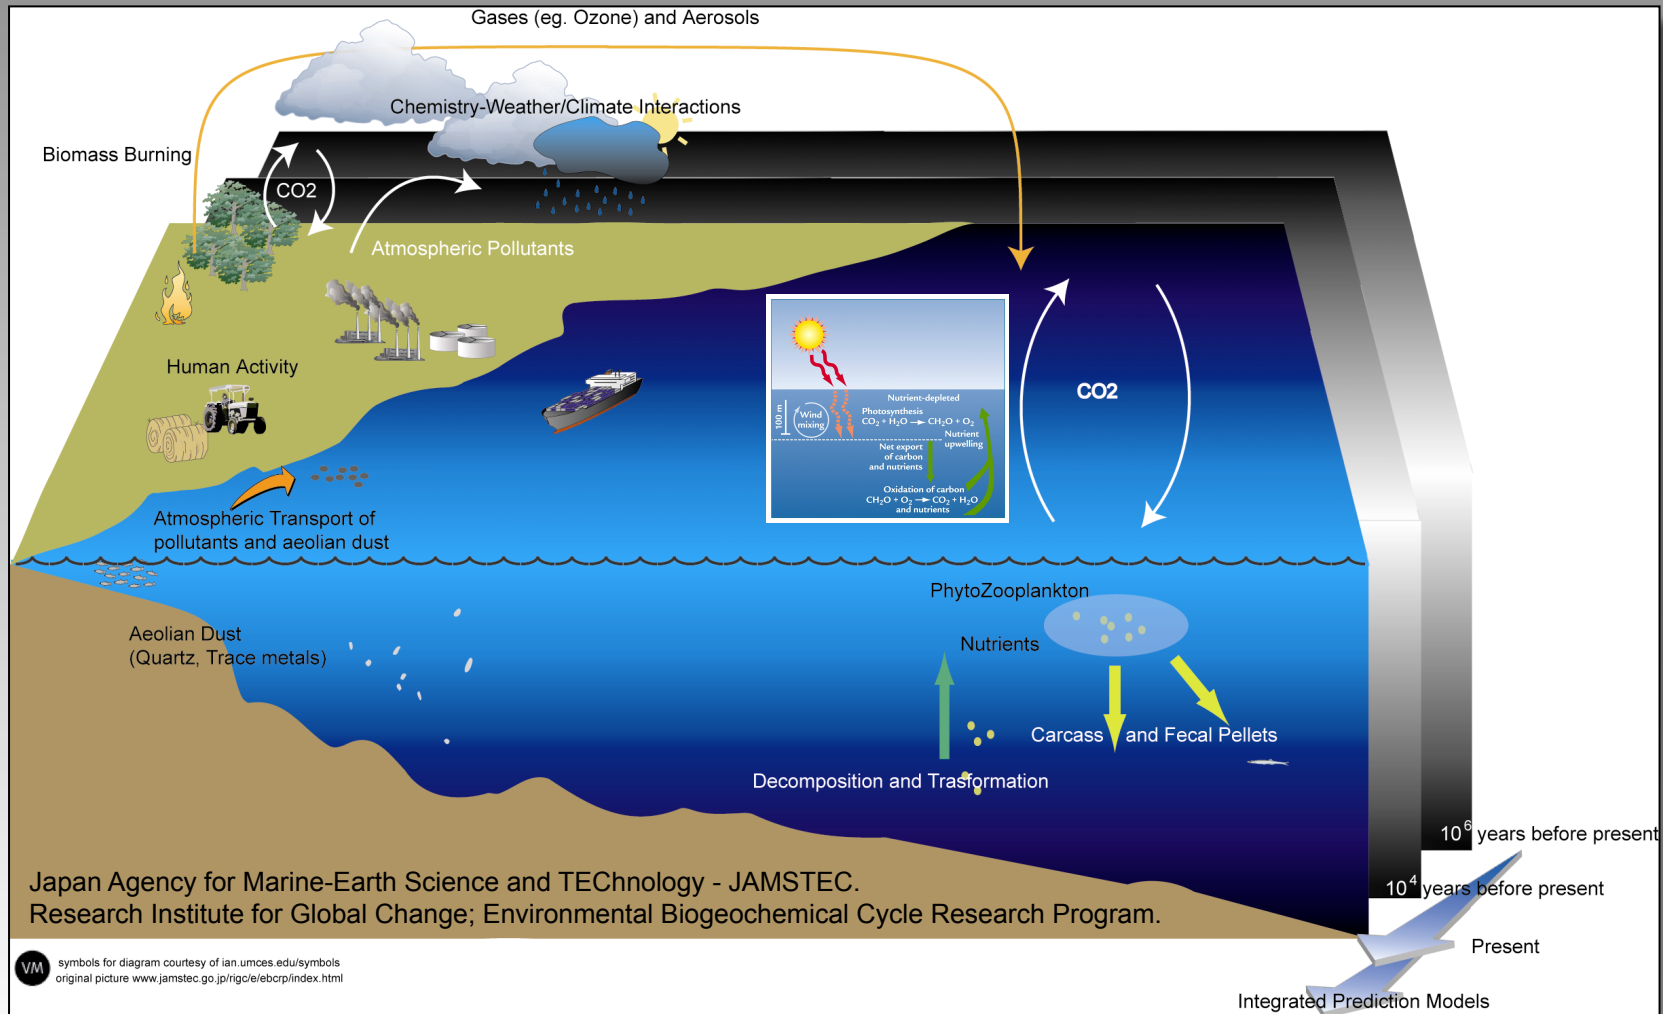 Gases (eg. Ozone) and Aerosols
Chemistry-Weather/Climate Interactions
Biomass Burning
CO2
Atmospheric Pollutants
Human Activity
Atmospheric Transport of
pollutants and aeolian dust
Nutrient-depleted
100 m
Wind
mixing
Photosynthesis
CO₂ + H₂O → CH₂O + O₂
Nutrient
upwelling
Net export
of carbon
and nutrients
Oxidation of carbon
CH₂O + O₂ → CO₂ + H₂O
and nutrients
CO2
PhytoZooplankton
Nutrients
Aeolian Dust
(Quartz, Trace metals)
Carcass and Fecal Pellets
Decomposition and Trasformation
10⁶ years before present
10⁴ years before present
Present
Integrated Prediction Models
Japan Agency for Marine-Earth Science and TEChnology - JAMSTEC.
Research Institute for Global Change; Environmental Biogeochemical Cycle Research Program.
VM
symbols for diagram courtesy of ian.umces.edu/symbols
original picture www.jamstec.go.jp/rigc/e/ebcrp/index.html